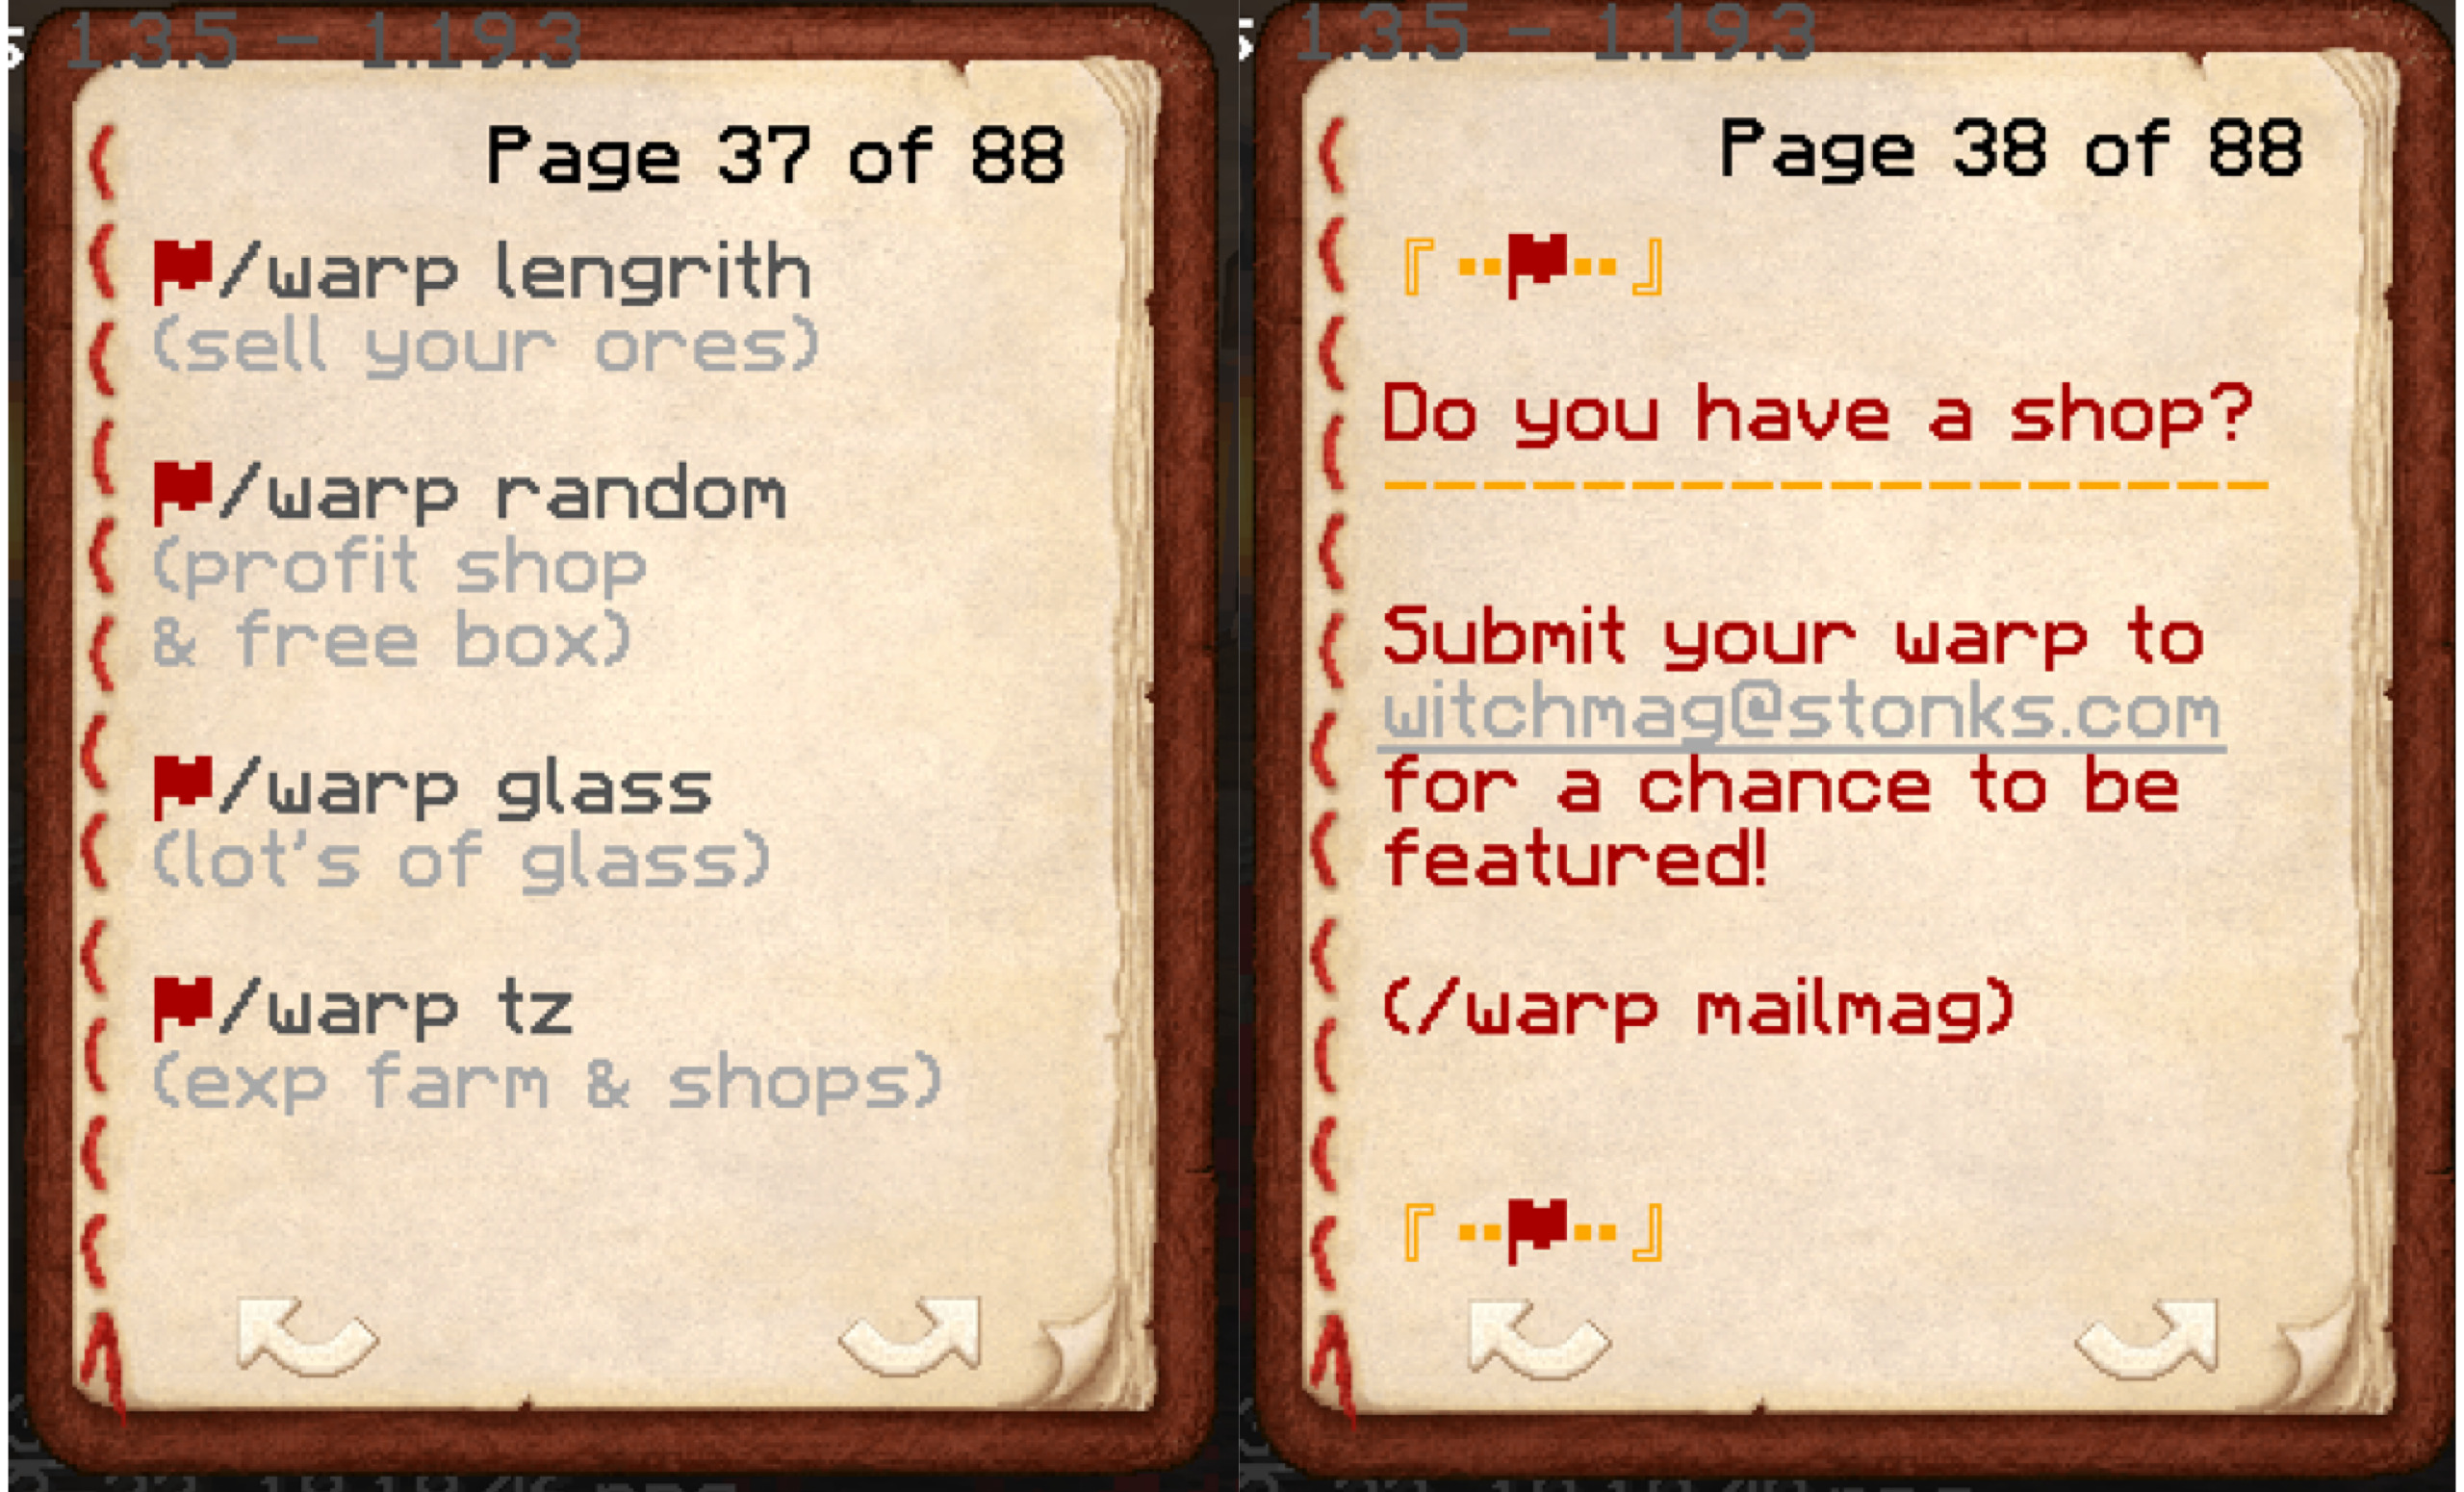 1.3.5 - 1.19.3
Page 37 of 88
/warp lengrith
(sell your ores)
/warp random
(profit shop
& free box)
/warp glass
(lot's of glass)
/warp tz
(exp farm & shops)
1.3.5 - 1.19.3
Page 38 of 88
『··⚑··』
Do you have a shop?
------------------
Submit your warp to
witchmag@stonks.com
for a chance to be
featured!
(/warp mailmag)
『··⚑··』